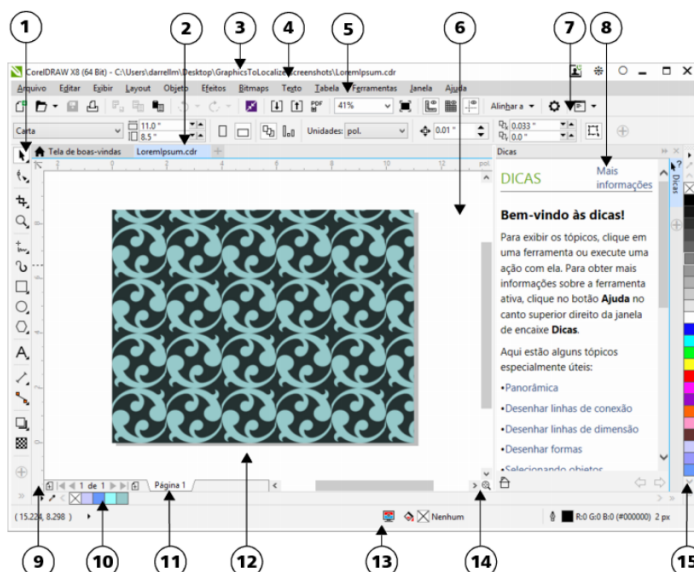 1 2 3 4 5 6 7 8
CorelDRAW X8 (64 Bit) - C:\Users\darrellm\Desktop\GraphicsToLocalize\Screenshots\LoremIpsum.cdr
Arquivo Editar Exibir Layout Objeto Efeitos Bitmaps Texto Tabela Ferramentas Janela Ajuda
PDF 41% Alinhar a
Carta 11.0 " 8.5 " Unidades: pol. 0.01 " 0.033 " 0.0 "
Tela de boas-vindas LoremIpsum.cdr
Dicas
DICAS
Mais informações
Bem-vindo às dicas!
Para exibir os tópicos, clique em
uma ferramenta ou execute uma
ação com ela. Para obter mais
informações sobre a ferramenta
ativa, clique no botão Ajuda no
canto superior direito da janela
de encaixe Dicas.
Aqui estão alguns tópicos
especialmente úteis:
•Panorâmica
•Desenhar linhas de conexão
•Desenhar linhas de dimensão
•Desenhar formas
•Selecionando objetos
Dicas
1 de 1 Página 1
( 15.224, 8.298 ) Nenhum R:0 G:0 B:0 (#000000) 2 px
9 10 11 12 13 14 15